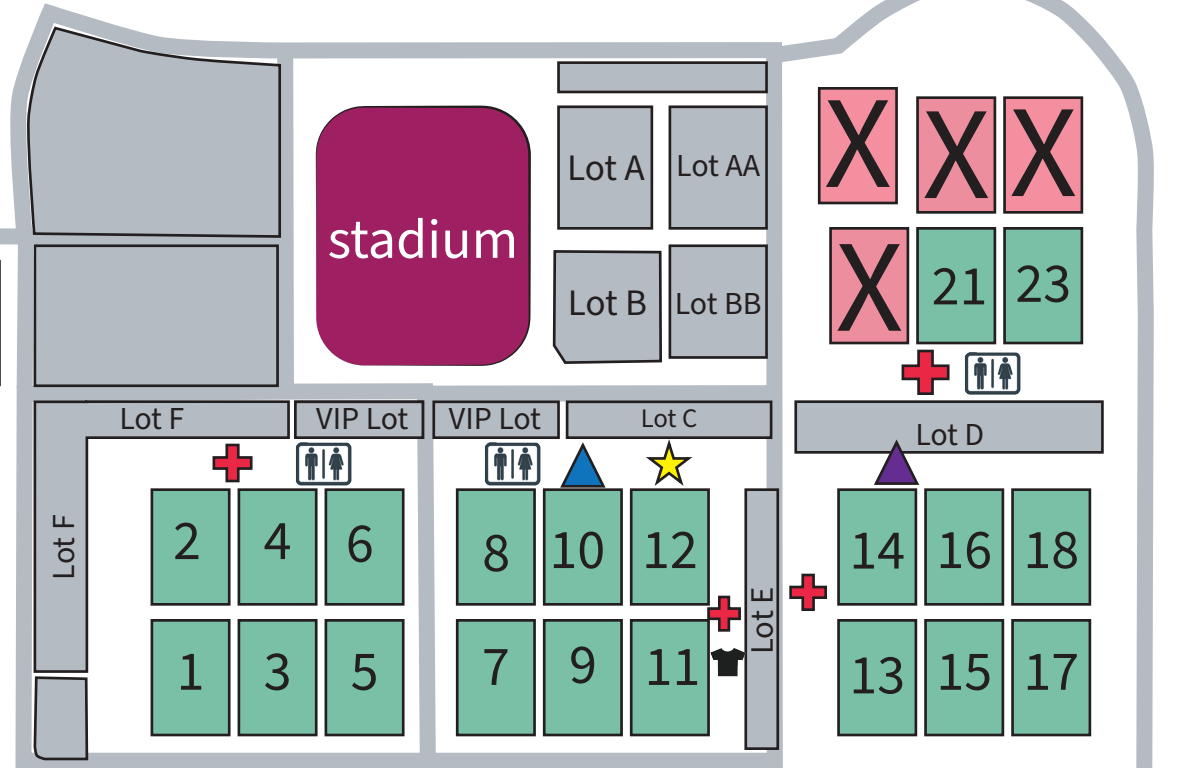 Lot A
Lot AA
X
X
X
stadium
Lot B
Lot BB
X
21
23
Lot F
VIP Lot
VIP Lot
Lot C
Lot D
Lot F
2
4
6
8
10
12
Lot E
14
16
18
1
3
5
7
9
11
13
15
17